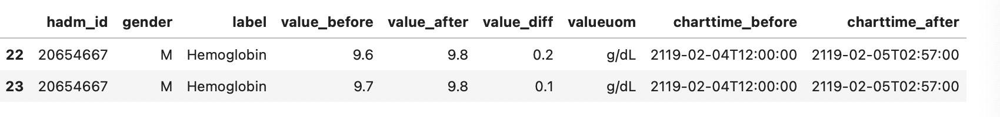 hadm_id gender label value_before value_after value_diff valueuom charttime_before charttime_after
22 20654667 M Hemoglobin 9.6 9.8 0.2 g/dL 2119-02-04T12:00:00 2119-02-05T02:57:00
23 20654667 M Hemoglobin 9.7 9.8 0.1 g/dL 2119-02-04T12:00:00 2119-02-05T02:57:00